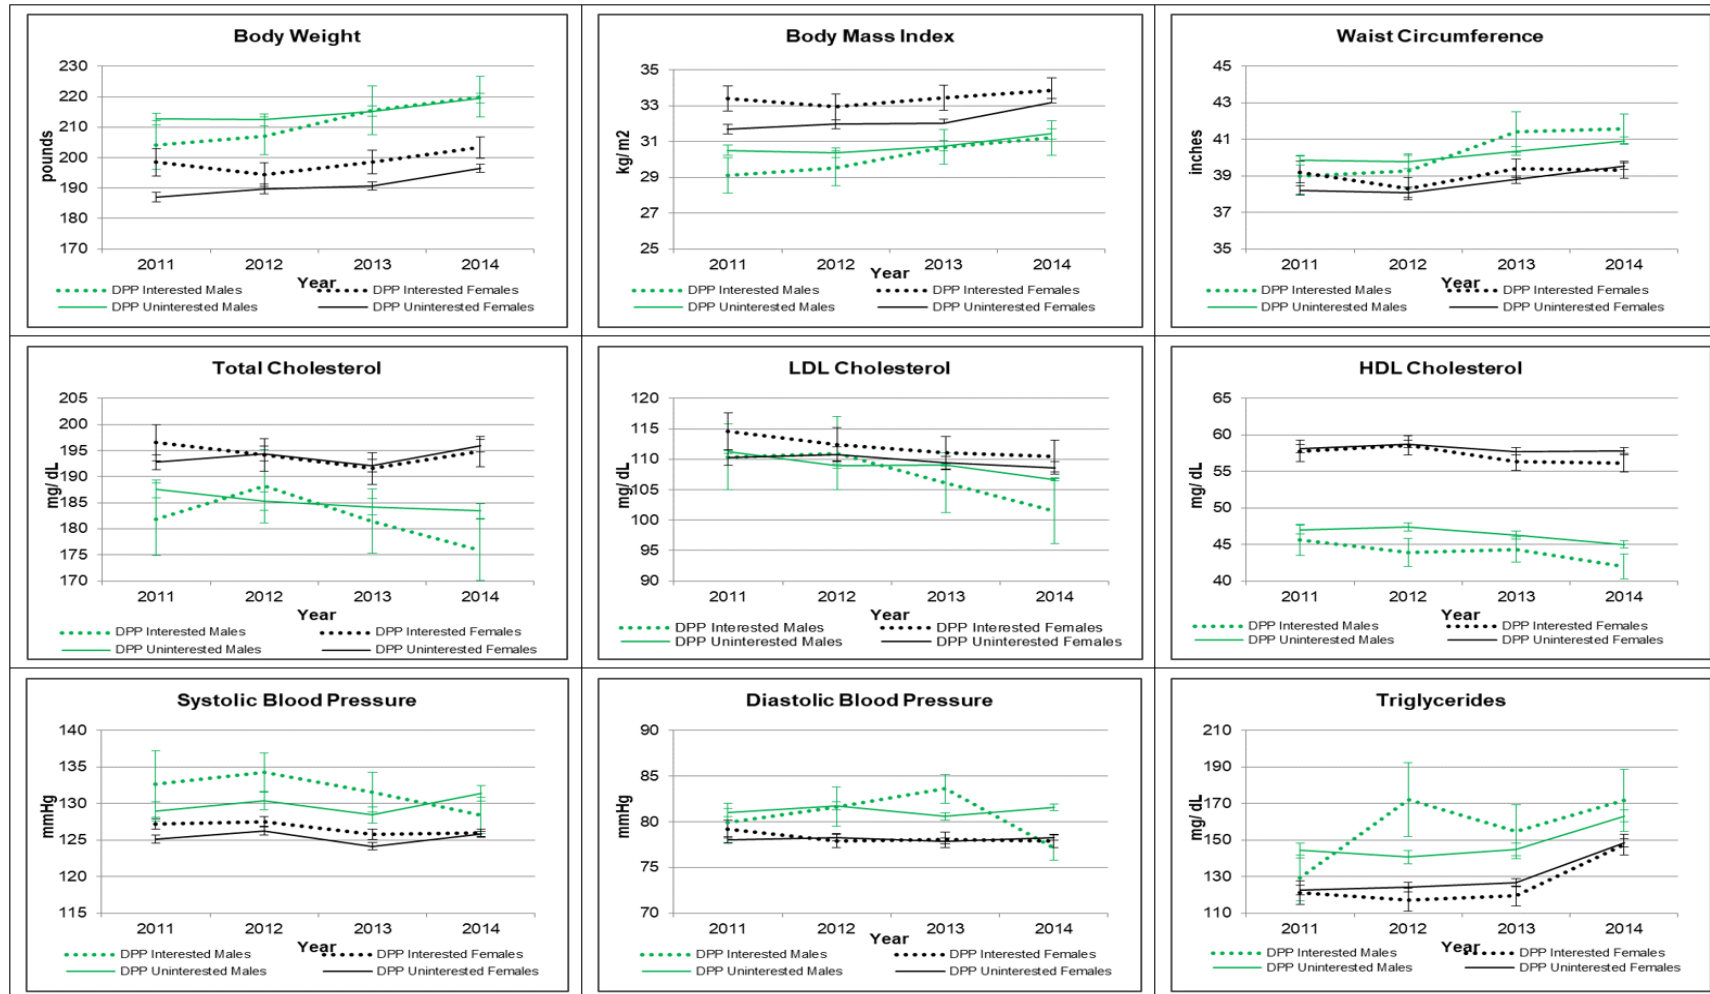 Body Weight
pounds
230
220
210
200
190
180
170
2011 2012 2013 2014
Year
DPP Interested Males DPP Interested Females
DPP Uninterested Males DPP Uninterested Females
Body Mass Index
kg/ m2
35
33
31
29
27
25
2011 2012 2013 2014
Year
DPP Interested Males DPP Interested Females
DPP Uninterested Males DPP Uninterested Females
Waist Circumference
inches
45
43
41
39
37
35
2011 2012 2013 2014
Year
DPP Interested Males DPP Interested Females
DPP Uninterested Males DPP Uninterested Females
Total Cholesterol
mg/ dL
205
200
195
190
185
180
175
170
2011 2012 2013 2014
Year
DPP Interested Males DPP Interested Females
DPP Uninterested Males DPP Uninterested Females
LDL Cholesterol
mg/ dL
120
115
110
105
100
95
90
2011 2012 2013 2014
Year
DPP Interested Males DPP Interested Females
DPP Uninterested Males DPP Uninterested Females
HDL Cholesterol
mg/ dL
65
60
55
50
45
40
2011 2012 2013 2014
Year
DPP Interested Males DPP Interested Females
DPP Uninterested Males DPP Uninterested Females
Systolic Blood Pressure
mmHg
140
135
130
125
120
115
2011 2012 2013 2014
Year
DPP Interested Males DPP Interested Females
DPP Uninterested Males DPP Uninterested Females
Diastolic Blood Pressure
mmHg
90
85
80
75
70
2011 2012 2013 2014
Year
DPP Interested Males DPP Interested Females
DPP Uninterested Males DPP Uninterested Females
Triglycerides
mg/ dL
210
190
170
150
130
110
2011 2012 2013 2014
Year
DPP Interested Males DPP Interested Females
DPP Uninterested Males DPP Uninterested Females